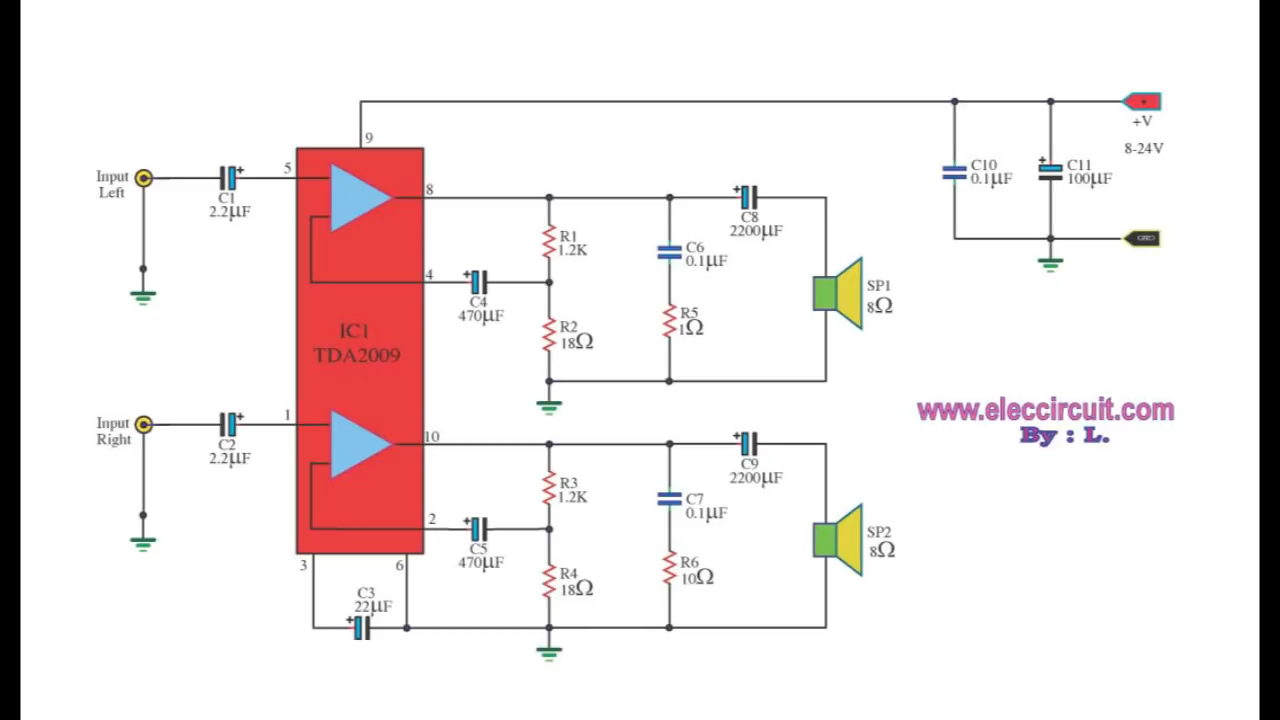 9
+V
8-24V
Input
Left
C1
2.2µF
5
8
C10
0.1µF
C11
100µF
GND
C8
2200µF
R1
1.2K
C6
0.1µF
4
C4
470µF
SP1
8Ω
R2
18Ω
R5
1Ω
IC1
TDA2009
www.eleccircuit.com
By : L.
Input
Right
C2
2.2µF
1
10
C9
2200µF
R3
1.2K
C7
0.1µF
2
C5
470µF
SP2
8Ω
R4
18Ω
R6
10Ω
3
6
C3
22µF